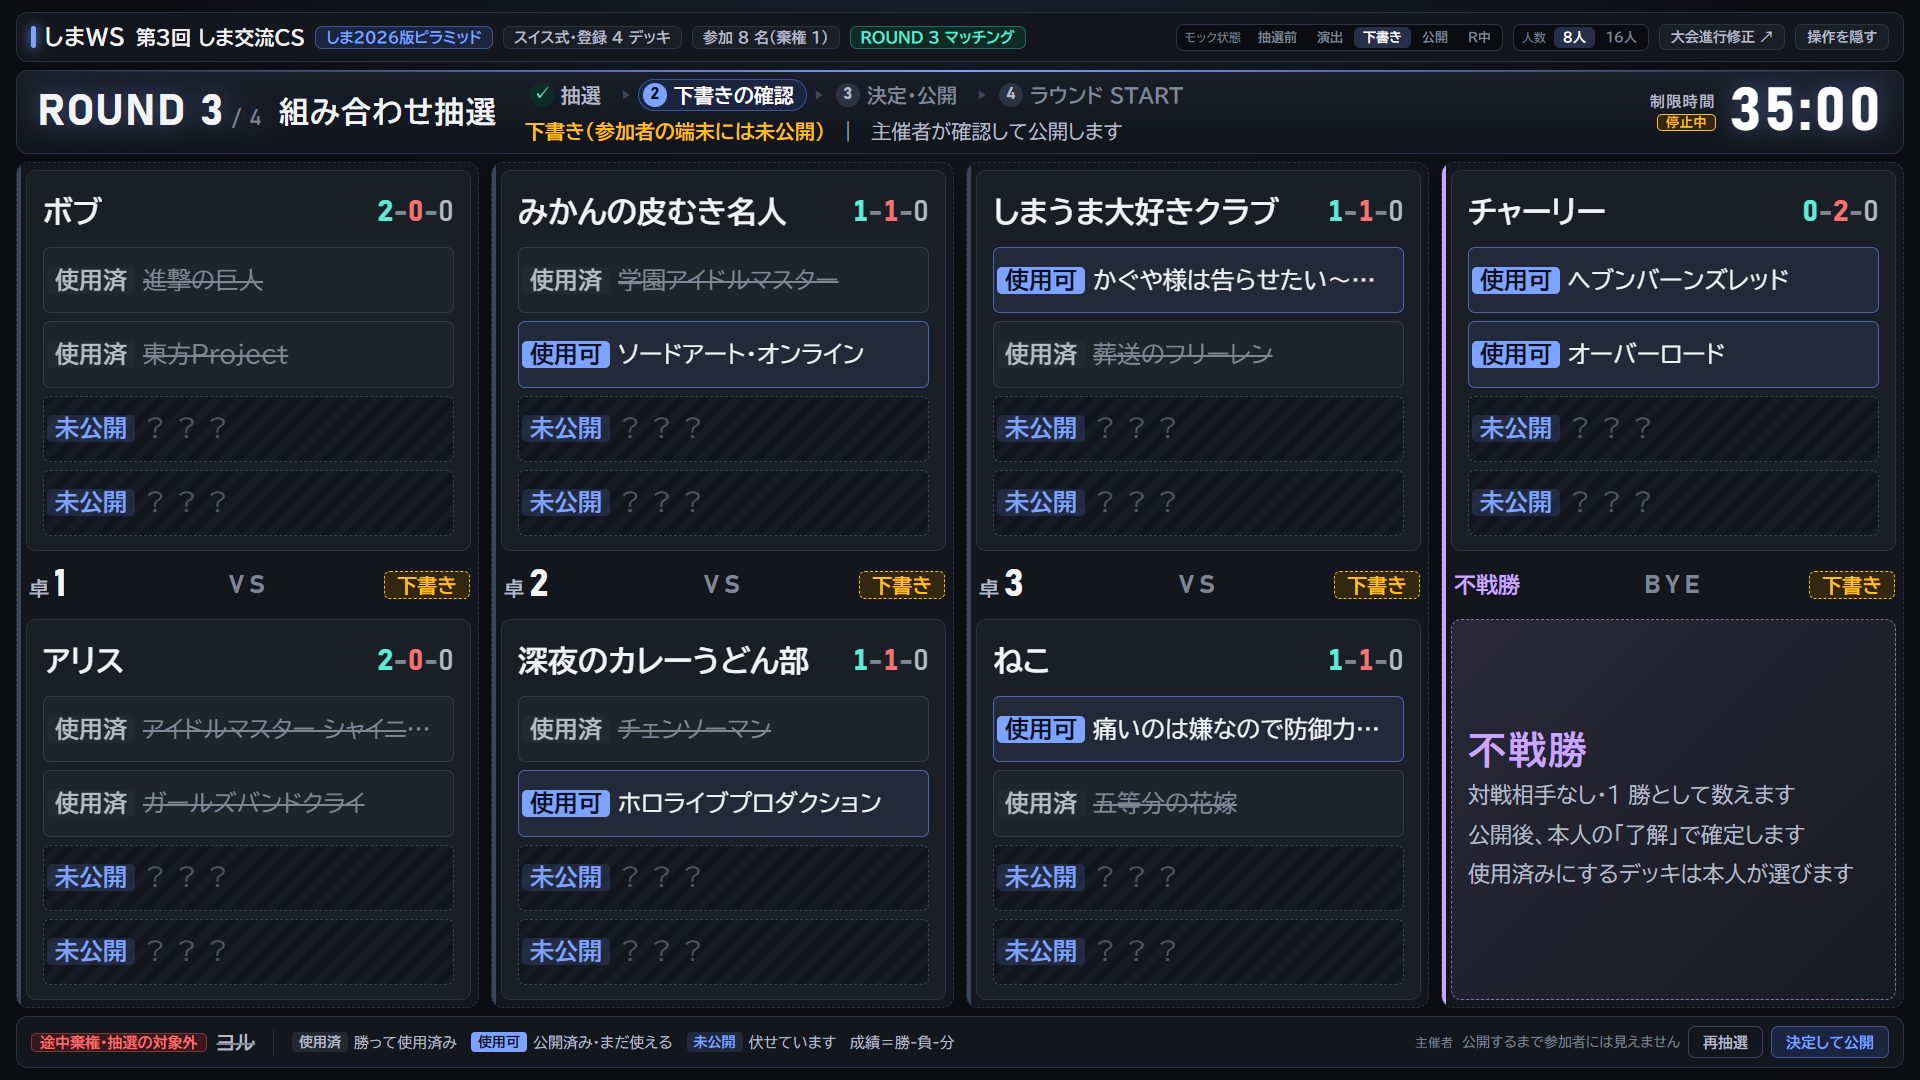 しまWS 第3回 しま交流CS しま2026版ピラミッド スイス式・登録 4 デッキ 参加 8 名(棄権 1) ROUND 3 マッチング モック状態 抽選前 演出 下書き 公開 R中 人数 8人 16人 大会進行修正 ↗ 操作を隠す
ROUND 3 / 4 組み合わせ抽選
✓ 抽選 ▸ 2 下書きの確認 ▸ 3 決定・公開 ▸ 4 ラウンド START
下書き(参加者の端末には未公開) | 主催者が確認して公開します
制限時間 停止中 35:00
ボブ 2-0-0
使用済 進撃の巨人
使用済 東方Project
未公開 ? ? ?
未公開 ? ? ?
卓1 VS 下書き
アリス 2-0-0
使用済 アイドルマスター シャイニ…
使用済 ガールズバンドクライ
未公開 ? ? ?
未公開 ? ? ?
みかんの皮むき名人 1-1-0
使用済 学園アイドルマスター
使用可 ソードアート・オンライン
未公開 ? ? ?
未公開 ? ? ?
卓2 VS 下書き
深夜のカレーうどん部 1-1-0
使用済 チェンソーマン
使用可 ホロライブプロダクション
未公開 ? ? ?
未公開 ? ? ?
しまうま大好きクラブ 1-1-0
使用可 かぐや様は告らせたい～…
使用済 葬送のフリーレン
未公開 ? ? ?
未公開 ? ? ?
卓3 VS 下書き
ねこ 1-1-0
使用可 痛いのは嫌なので防御力…
使用済 五等分の花嫁
未公開 ? ? ?
未公開 ? ? ?
チャーリー 0-2-0
使用可 ヘブンバーンズレッド
使用可 オーバーロード
未公開 ? ? ?
未公開 ? ? ?
不戦勝 BYE 下書き
不戦勝
対戦相手なし・1 勝として数えます
公開後、本人の「了解」で確定します
使用済みにするデッキは本人が選びます
途中棄権・抽選の対象外 ヨル 使用済 勝って使用済み 使用可 公開済み・まだ使える 未公開 伏せています 成績＝勝-負-分 主催者 公開するまで参加者には見えません 再抽選 決定して公開